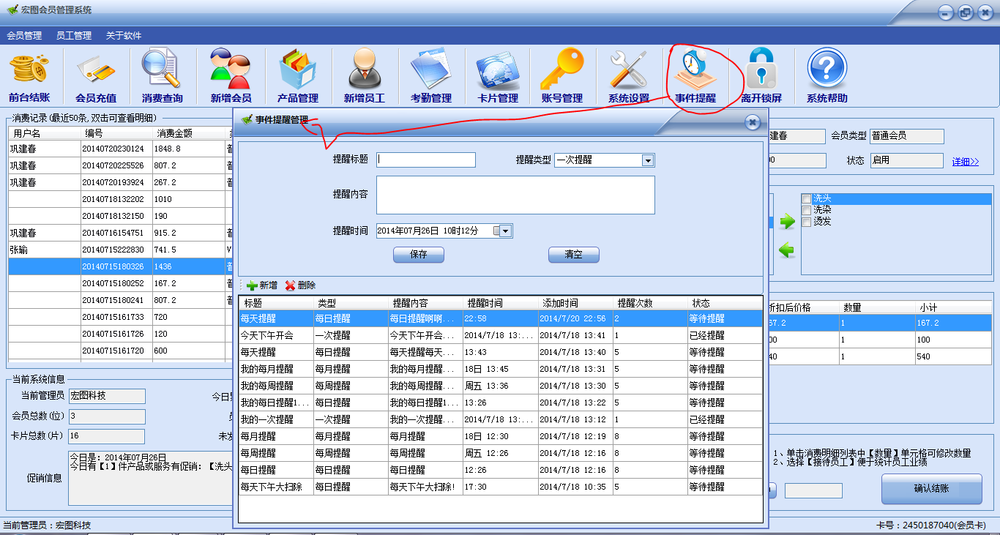 宏图会员管理系统
会员管理 员工管理 关于软件
前台结账 会员充值 消费查询 新增会员 产品管理 新增员工 考勤管理 卡片管理 账号管理 系统设置 事件提醒 离开锁屏 系统帮助
消费记录(最近50条,双击可查看明细)
用户名 编号 消费金额
巩建春 20140720230124 1848.8 普
巩建春 20140720225526 807.2 普
巩建春 20140720193924 267.2 普
20140718132202 1010
20140718132150 190
巩建春 20140716154751 915.2 普
张瑜 20140715222830 741.5 V
20140715180326 1436 普
20140715180252 167.2 普
20140715180241 807.2 普
20140715161733 720
20140715161726 120
20140715161720 600
当前系统信息
当前管理员 宏图科技 今日
会员总数(位) 3
卡片总数(片) 16 未发
促销信息
今日是: 2014年07月26日
今日有【1】件产品或服务有促销:【洗头
事件提醒管理
提醒标题 提醒类型 一次提醒
提醒内容
提醒时间 2014年07月26日 10时12分
保存 清空
新增 删除
标题 类型 提醒内容 提醒时间 添加时间 提醒次数 状态
每天提醒 每日提醒 每日提醒啊啊... 22:58 2014/7/20 22:56 2 等待提醒
今天下午开会 一次提醒 今天下午开会... 2014/7/18 13:... 2014/7/18 13:41 1 已经提醒
每天提醒 每日提醒 每天提醒每天... 13:43 2014/7/18 13:40 5 等待提醒
我的每月提醒 每月提醒 我的每月提醒... 18日 13:45 2014/7/18 13:31 5 等待提醒
我的每周提醒 每周提醒 我的每周提醒... 周五 13:36 2014/7/18 13:30 5 等待提醒
我的每日提醒1... 每日提醒 我的每日提醒1... 13:26 2014/7/18 13:22 5 等待提醒
我的一次提醒 一次提醒 我的一次提醒... 2014/7/18 13:... 2014/7/18 13:12 1 已经提醒
每月提醒 每月提醒 每月提醒 18日 12:30 2014/7/18 12:19 8 等待提醒
每周提醒 每周提醒 每周提醒 周五 12:26 2014/7/18 12:16 8 等待提醒
每日提醒 每日提醒 每日提醒 12:26 2014/7/18 12:16 8 等待提醒
每天下午大扫除 每日提醒 每天下午大扫除! 17:30 2014/7/18 10:35 5 等待提醒
建春 会员类型 普通会员
00 状态 启用 详细>>
洗头
洗染
烫发
折扣后价格 数量 小计
67.2 1 167.2
00 1 100
40 1 540
1、单击消费明细列表中【数量】单元格可修改数量
2、选择【接待员工】便于统计员工业绩
确认结账
当前管理员：宏图科技 卡号：2450187040(会员卡)